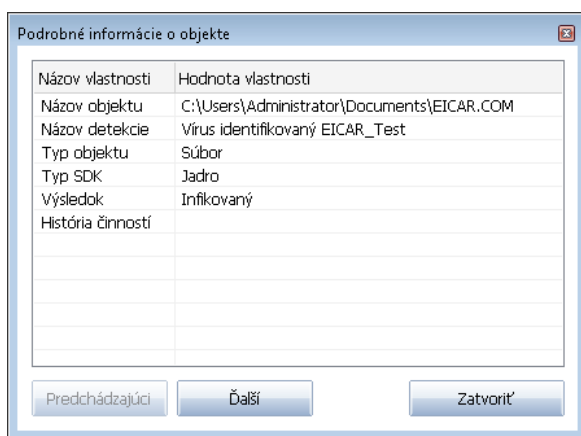 Podrobné informácie o objekte
Názov vlastnosti Hodnota vlastnosti
Názov objektu C:\Users\Administrator\Documents\EICAR.COM
Názov detekcie Vírus identifikovaný EICAR_Test
Typ objektu Súbor
Typ SDK Jadro
Výsledok Infikovaný
História činností
Predchádzajúci Ďalší Zatvoriť